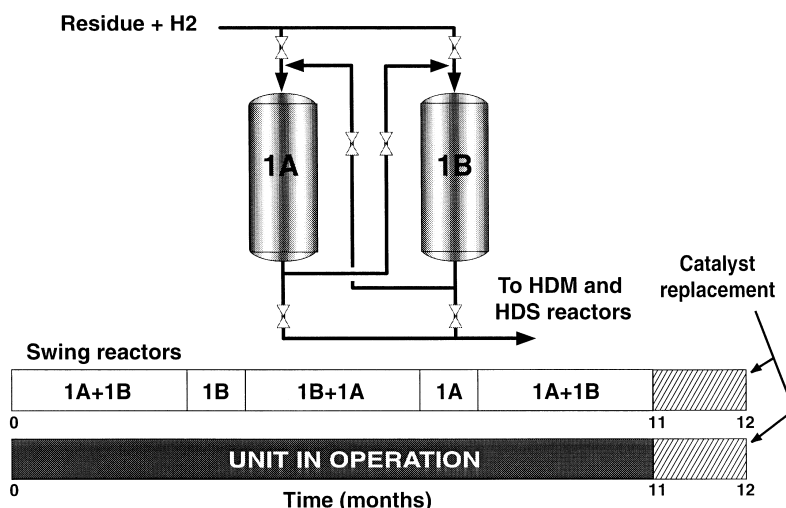 Residue + H2
1A
1B
To HDM and
HDS reactors
Catalyst
replacement
Swing reactors
1A+1B
1B
1B+1A
1A
1A+1B
0
11
12
UNIT IN OPERATION
0
11
12
Time (months)